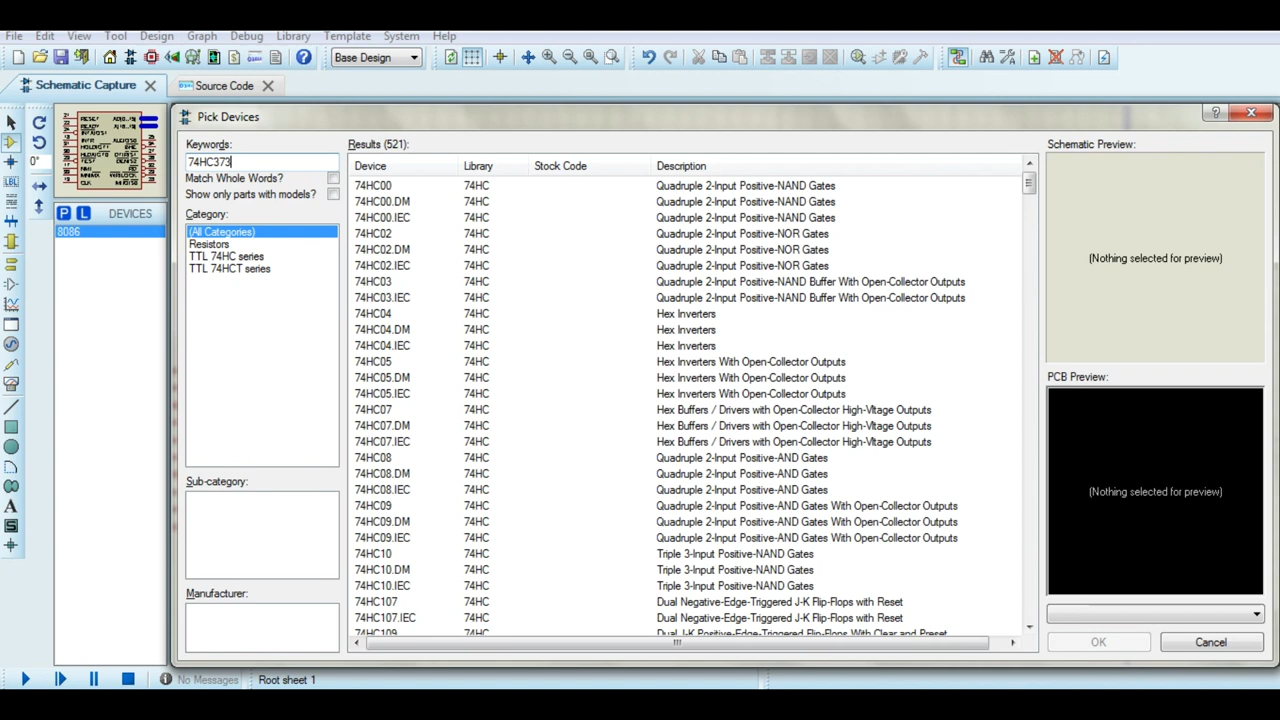 File Edit View Tool Design Graph Debug Library Template System Help
Base Design
Schematic Capture Source Code
Pick Devices
Keywords:
74HC373
Match Whole Words?
Show only parts with models?
Category:
(All Categories)
Resistors
TTL 74HC series
TTL 74HCT series
Sub-category:
Manufacturer:
0°
LBL
P L DEVICES
8086
Results (521):
Device Library Stock Code Description
74HC00 74HC Quadruple 2-Input Positive-NAND Gates
74HC00.DM 74HC Quadruple 2-Input Positive-NAND Gates
74HC00.IEC 74HC Quadruple 2-Input Positive-NAND Gates
74HC02 74HC Quadruple 2-Input Positive-NOR Gates
74HC02.DM 74HC Quadruple 2-Input Positive-NOR Gates
74HC02.IEC 74HC Quadruple 2-Input Positive-NOR Gates
74HC03 74HC Quadruple 2-Input Positive-NAND Buffer With Open-Collector Outputs
74HC03.IEC 74HC Quadruple 2-Input Positive-NAND Buffer With Open-Collector Outputs
74HC04 74HC Hex Inverters
74HC04.DM 74HC Hex Inverters
74HC04.IEC 74HC Hex Inverters
74HC05 74HC Hex Inverters With Open-Collector Outputs
74HC05.DM 74HC Hex Inverters With Open-Collector Outputs
74HC05.IEC 74HC Hex Inverters With Open-Collector Outputs
74HC07 74HC Hex Buffers / Drivers with Open-Collector High-Vltage Outputs
74HC07.DM 74HC Hex Buffers / Drivers with Open-Collector High-Vltage Outputs
74HC07.IEC 74HC Hex Buffers / Drivers with Open-Collector High-Vltage Outputs
74HC08 74HC Quadruple 2-Input Positive-AND Gates
74HC08.DM 74HC Quadruple 2-Input Positive-AND Gates
74HC08.IEC 74HC Quadruple 2-Input Positive-AND Gates
74HC09 74HC Quadruple 2-Input Positive-AND Gates With Open-Collector Outputs
74HC09.DM 74HC Quadruple 2-Input Positive-AND Gates With Open-Collector Outputs
74HC09.IEC 74HC Quadruple 2-Input Positive-AND Gates With Open-Collector Outputs
74HC10 74HC Triple 3-Input Positive-NAND Gates
74HC10.DM 74HC Triple 3-Input Positive-NAND Gates
74HC10.IEC 74HC Triple 3-Input Positive-NAND Gates
74HC107 74HC Dual Negative-Edge-Triggered J-K Flip-Flops with Reset
74HC107.IEC 74HC Dual Negative-Edge-Triggered J-K Flip-Flops with Reset
74HC109 74HC Dual J-K Positive-Edge-Triggered Flip-Flops With Clear and Preset
Schematic Preview:
(Nothing selected for preview)
PCB Preview:
(Nothing selected for preview)
OK Cancel
No Messages Root sheet 1